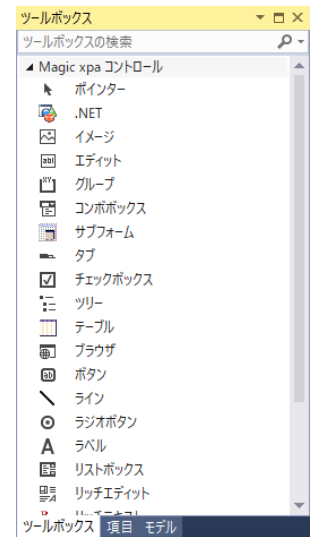 ツールボックス
ツールボックスの検索
Magic xpa コントロール
ポインター
.NET
イメージ
エディット
グループ
コンボボックス
サブフォーム
タブ
チェックボックス
ツリー
テーブル
ブラウザ
ボタン
ライン
ラジオボタン
ラベル
リストボックス
リッチエディット
ツールボックス 項目 モデル